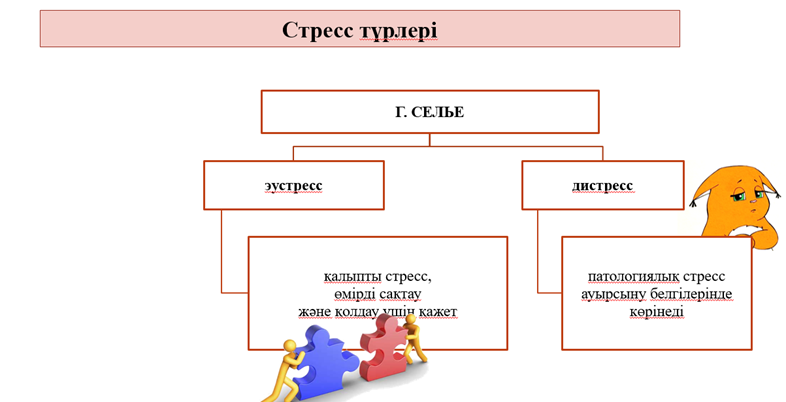 Стресс түрлері
Г. СЕЛЬЕ
эустресс
дистресс
қалыпты стресс,
өмірді сақтау
және қолдау үшін қажет
патологиялық стресс
ауырсыну белгілерінде
көрінеді